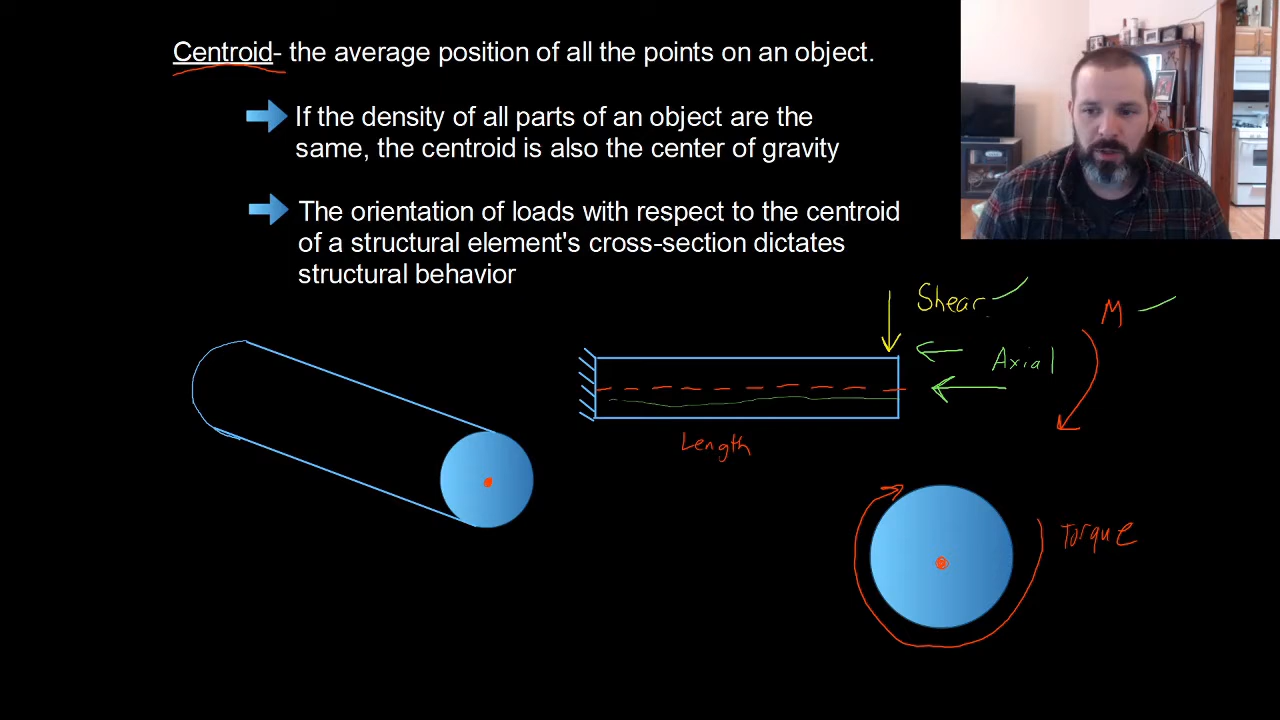 Centroid- the average position of all the points on an object.
If the density of all parts of an object are the
same, the centroid is also the center of gravity
The orientation of loads with respect to the centroid
of a structural element's cross-section dictates
structural behavior
Shear
M
Axial
Length
Torque